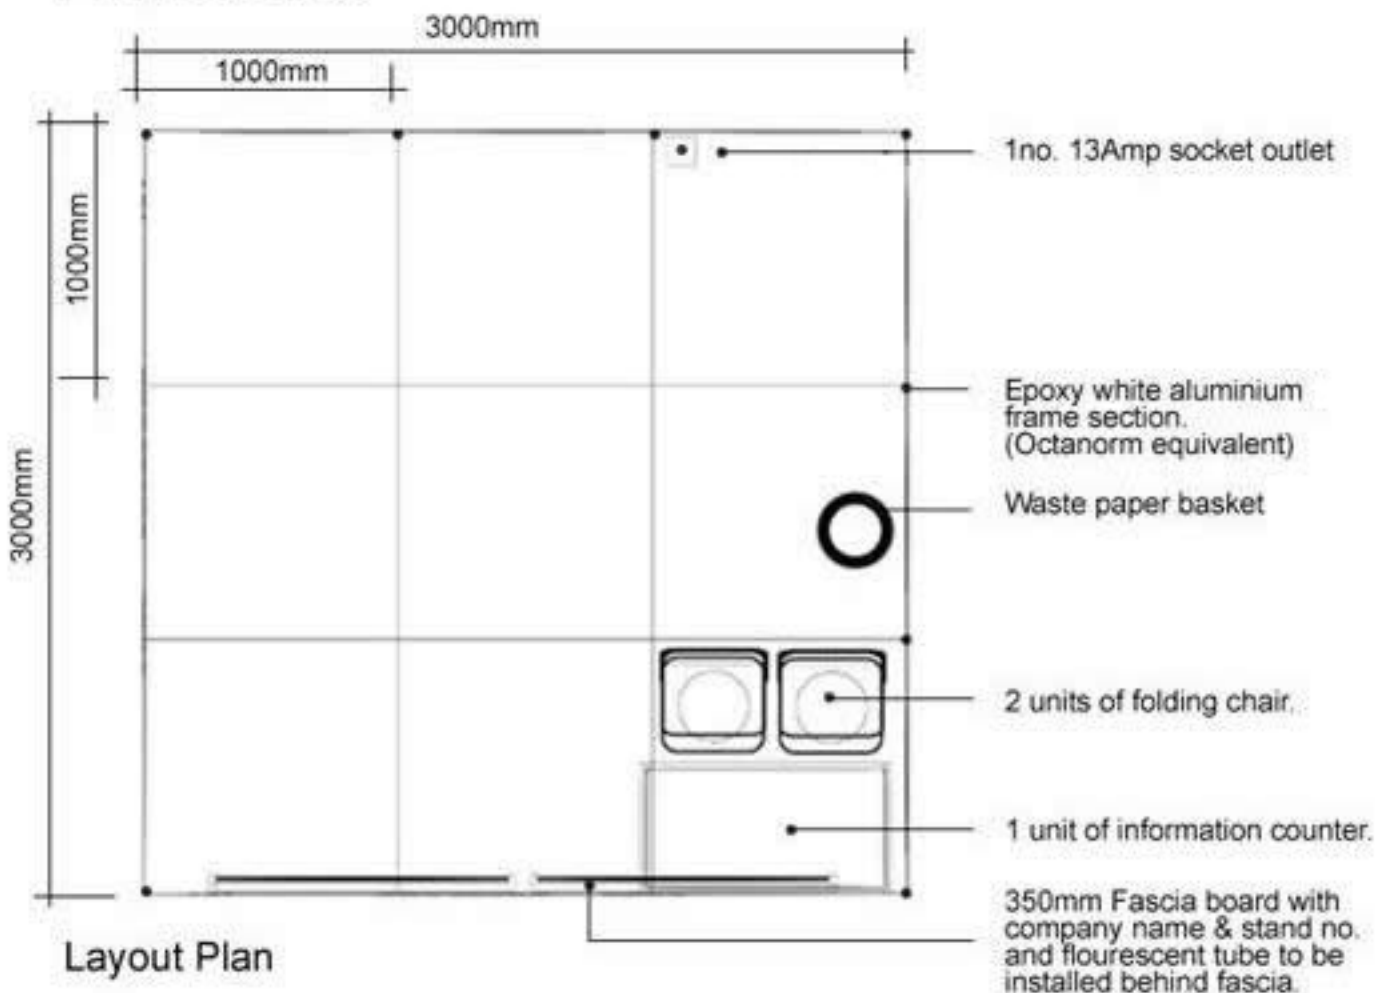 3000mm
1000mm
1no. 13Amp socket outlet
1000mm
3000mm
Epoxy white aluminium
frame section.
(Octanorm equivalent)
Waste paper basket
2 units of folding chair.
1 unit of information counter.
350mm Fascia board with
company name & stand no.
and flourescent tube to be
installed behind fascia.
Layout Plan